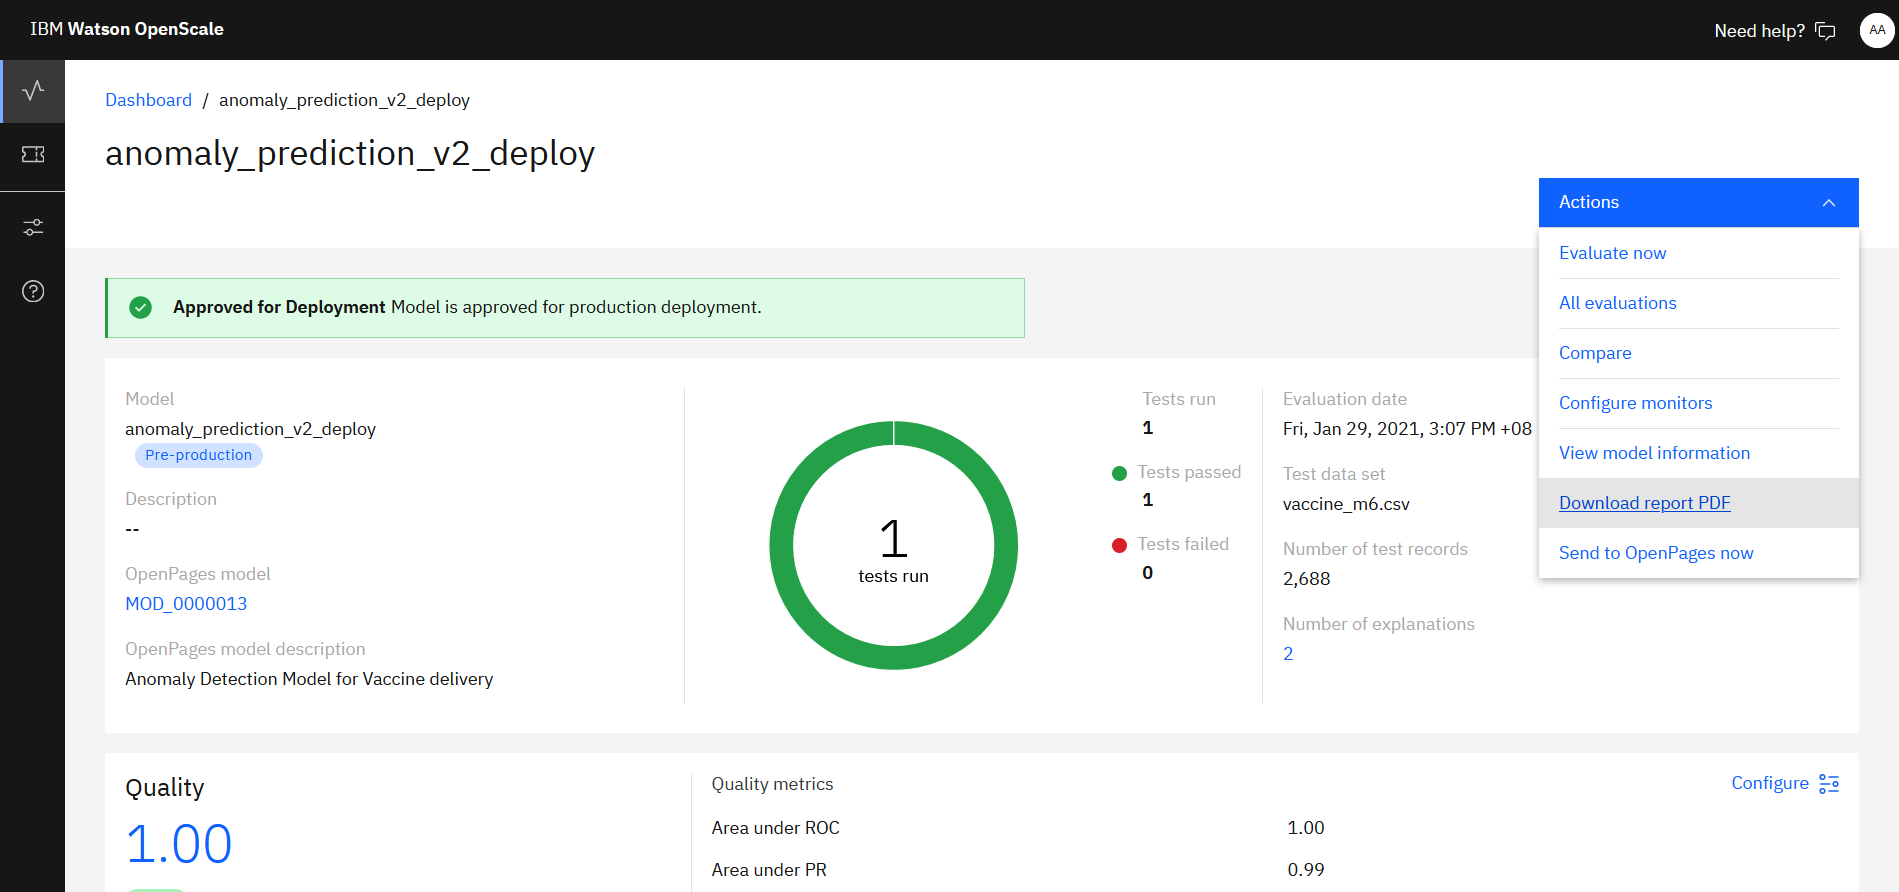 IBM Watson OpenScale
Need help?
AA
Dashboard / anomaly_prediction_v2_deploy
anomaly_prediction_v2_deploy
Actions
Evaluate now
All evaluations
Compare
Configure monitors
View model information
Download report PDF
Send to OpenPages now
Approved for Deployment Model is approved for production deployment.
Model
anomaly_prediction_v2_deploy
Pre-production
Description
--
OpenPages model
MOD_0000013
OpenPages model description
Anomaly Detection Model for Vaccine delivery
1
tests run
Tests run
1
Tests passed
1
Tests failed
0
Evaluation date
Fri, Jan 29, 2021, 3:07 PM +08
Test data set
vaccine_m6.csv
Number of test records
2,688
Number of explanations
2
Quality
1.00
Quality metrics
Configure
Area under ROC 1.00
Area under PR 0.99